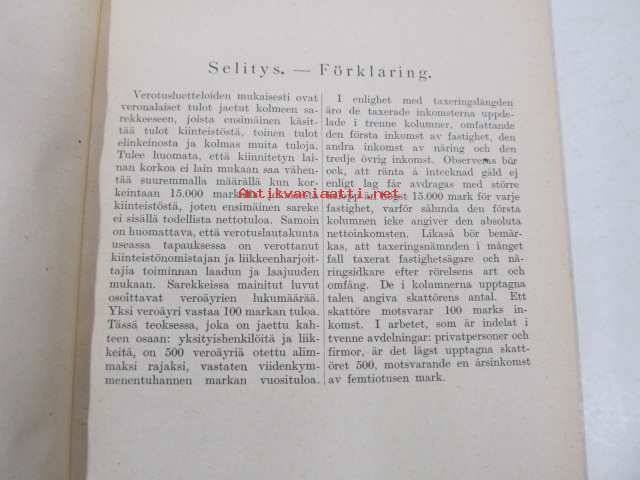 Selitys. — Förklaring.
Verotusluetteloiden mukaisesti ovat
veronalaiset tulot jaetut kolmeen sa-
rekkeeseen, joista ensimäinen käsit-
tää tulot kiinteistöstä, toinen tulot
elinkeinosta ja kolmas muita tuloja.
Tulee huomata, että kiinnitetyn lai-
nan korkoa ei lain mukaan saa vähen-
tää suuremmalla määrällä kun kor-
keintaan 15.000 markalla
kiinteistöstä, joten ensimäinen sareke
ei sisällä todellista nettotuloa. Samoin
on huomattava, että verotuslautakunta
useassa tapauksessa on verottanut
kiinteistönomistajan ja liikkeenharjoit-
tajia toiminnan laadun ja laajuuden
mukaan. Sarekkeissa mainitut luvut
osoittavat veroäyrien lukumäärää.
Yksi veroäyri vastaa 100 markan tuloa.
Tässä teoksessa, joka on jaettu kah-
teen osaan: yksityishenkilöitä ja liik-
keitä, on 500 veroäyriä otettu alim-
maksi rajaksi, vastaten viidenkym-
menentuhannen markan vuosituloa.
I enlighet med taxeringslängden
äro de taxerade inkomsterna uppde-
lade i trenne kolumner, omfattande
den första inkomst av fastighet, den
andra inkomst av näring och den
tredje övrig inkomst. Observeras bör
ock, att ränta å intecknad gäld ej
enligt lag får avdragas med större
belopp än högst 15.000 mark för varje
fastighet, varför sålunda den första
kolumnen icke angiver den absoluta
nettoinkomsten. Likaså bör bemär-
kas, att taxeringsnämnden i månget
fall taxerat fastighetsägare och nä-
ringsidkare efter rörelsens art och
omfång. De i kolumnerna upptagna
talen angiva skattörens antal. Ett
skattöre motsvarar 100 marks in-
komst. I arbetet, som är indelat i
tvenne avdelningar: privatpersoner och
firmor, är det lägst upptagna skatt-
öret 500, motsvarande en årsinkomst
av femtiotusen mark.
Antikvariaatti.net